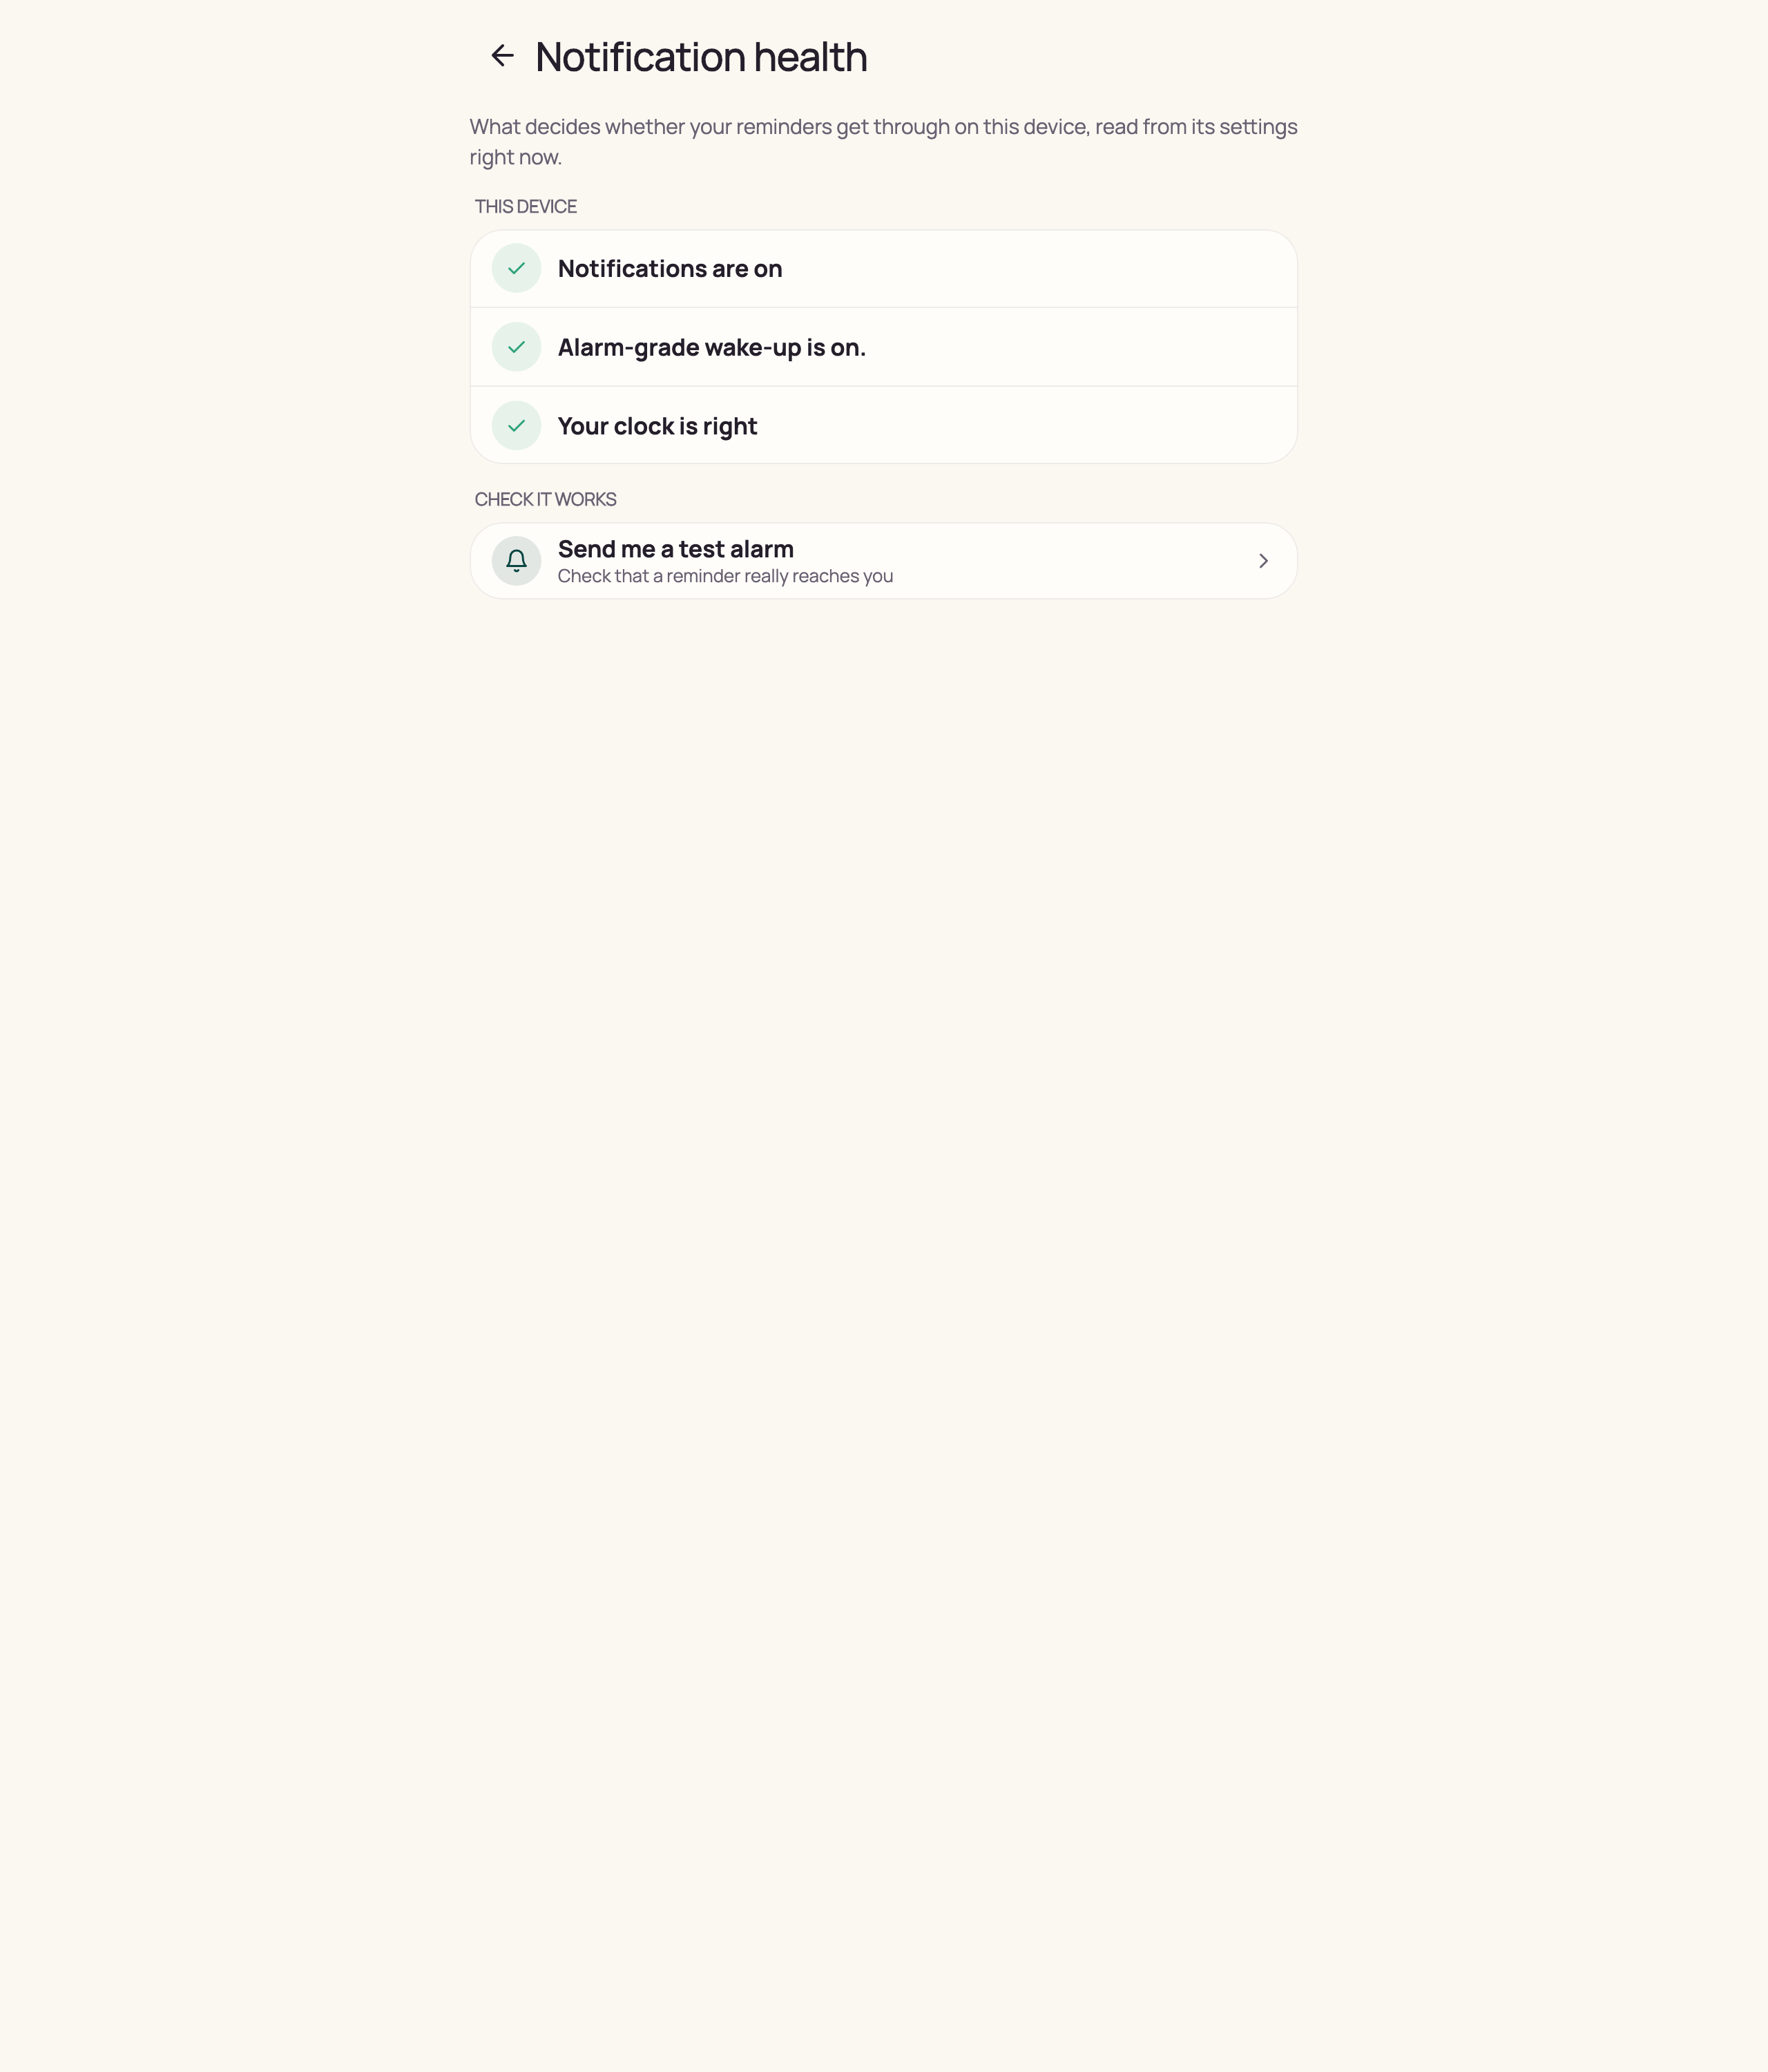 Notification health
What decides whether your reminders get through on this device, read from its settings
right now.
THIS DEVICE
Notifications are on
Alarm-grade wake-up is on.
Your clock is right
CHECK IT WORKS
Send me a test alarm
Check that a reminder really reaches you